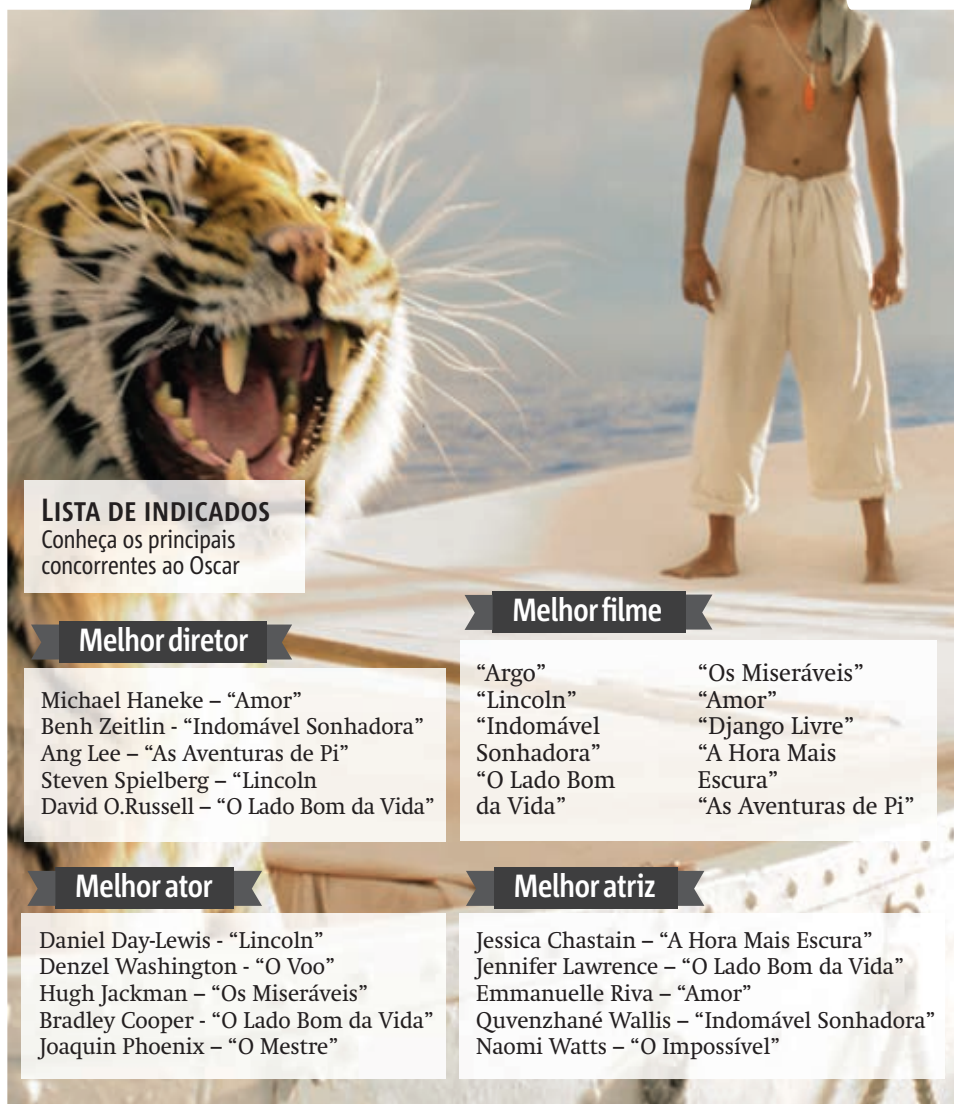 LISTA DE INDICADOS
Conheça os principais
concorrentes ao Oscar
Melhor diretor
Michael Haneke – “Amor”
Benh Zeitlin - “Indomável Sonhadora”
Ang Lee – “As Aventuras de Pi”
Steven Spielberg – “Lincoln
David O.Russell – “O Lado Bom da Vida”
Melhor filme
“Argo”
“Lincoln”
“Indomável
Sonhadora”
“O Lado Bom
da Vida”
“Os Miseráveis”
“Amor”
“Django Livre”
“A Hora Mais
Escura”
“As Aventuras de Pi”
Melhor ator
Daniel Day-Lewis - “Lincoln”
Denzel Washington - “O Voo”
Hugh Jackman – “Os Miseráveis”
Bradley Cooper - “O Lado Bom da Vida”
Joaquin Phoenix – “O Mestre”
Melhor atriz
Jessica Chastain – “A Hora Mais Escura”
Jennifer Lawrence – “O Lado Bom da Vida”
Emmanuelle Riva – “Amor”
Quvenzhané Wallis – “Indomável Sonhadora”
Naomi Watts – “O Impossível”